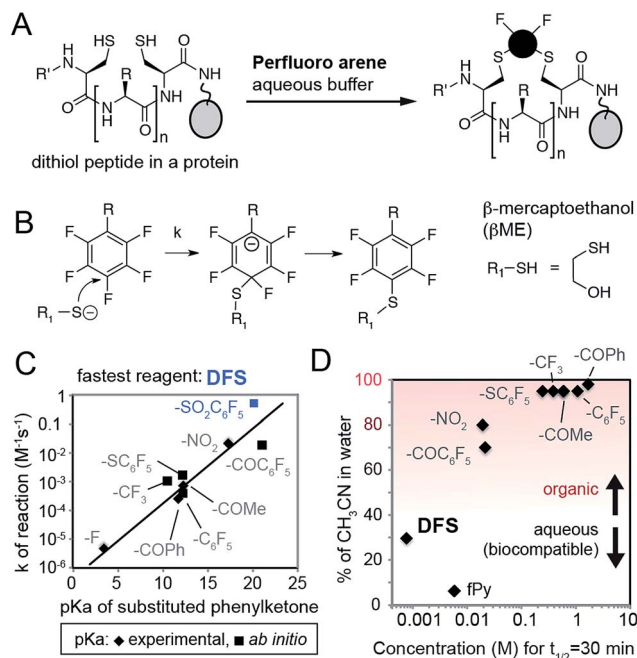 A
HS
SH
R'
N
H
O
N
H
R
O
n
H
N
O
NH
dithiol peptide in a protein
Perfluoro arene
aqueous buffer
F
F
S
S
R'
N
H
O
N
H
R
O
n
H
N
O
NH
B
R
F
F
F
F
F
R₁
S⊖
k
R
F
F
⊖
F
F
F
S
R₁
R
F
F
F
F
S
R₁
β-mercaptoethanol
(βME)
R₁–SH =
SH
OH
C
fastest reagent: DFS
k of reaction (M⁻¹s⁻¹)
1
10⁻¹
10⁻²
10⁻³
10⁻⁴
10⁻⁵
10⁻⁶
-SO₂C₆F₅
-NO₂
-COC₆F₅
-SC₆F₅
-CF₃
-COMe
-C₆F₅
-COPh
-F
0 5 10 15 20 25
pKa of substituted phenylketone
pKa: ◆ experimental, ■ ab initio
D
% of CH₃CN in water
100
80
60
40
20
0
-COPh
-CF₃
-SC₆F₅
-C₆F₅
-COMe
-NO₂
-COC₆F₅
organic
aqueous
(biocompatible)
DFS
fPy
0.001 0.01 0.1 1 10
Concentration (M) for t₁/₂=30 min